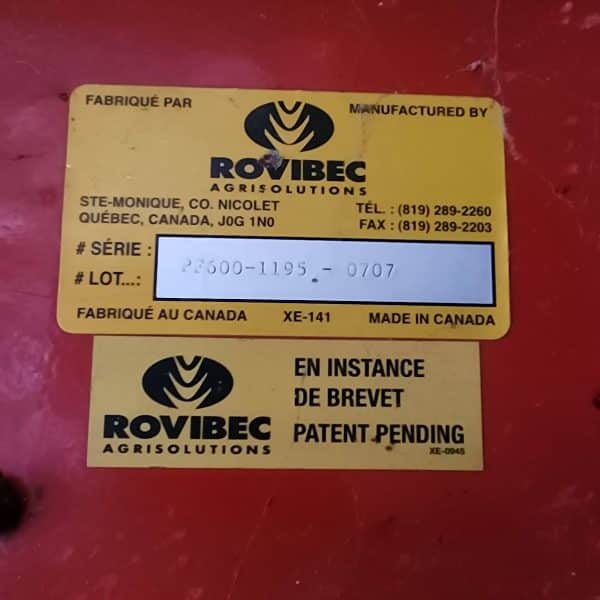 FABRIQUÉ PAR
MANUFACTURED BY
ROVIBEC
AGRISOLUTIONS
STE-MONIQUE, CO. NICOLET
QUÉBEC, CANADA, J0G 1N0
TÉL. : (819) 289-2260
FAX : (819) 289-2203
# SÉRIE :
# LOT...:
600-1195 - 0707
FABRIQUÉ AU CANADA XE-141 MADE IN CANADA
ROVIBEC
AGRISOLUTIONS
EN INSTANCE
DE BREVET
PATENT PENDING
XE-0945